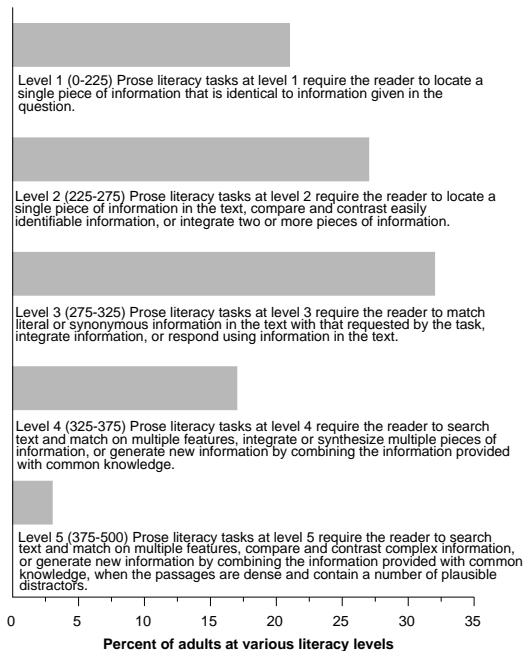 Level 1 (0-225) Prose literacy tasks at level 1 require the reader to locate a
single piece of information that is identical to information given in the
question.
Level 2 (225-275) Prose literacy tasks at level 2 require the reader to locate a
single piece of information in the text, compare and contrast easily
identifiable information, or integrate two or more pieces of information.
Level 3 (275-325) Prose literacy tasks at level 3 require the reader to match
literal or synonymous information in the text with that requested by the task,
integrate information, or respond using information in the text.
Level 4 (325-375) Prose literacy tasks at level 4 require the reader to search
text and match on multiple features, integrate or synthesize multiple pieces of
information, or generate new information by combining the information provided
with common knowledge.
Level 5 (375-500) Prose literacy tasks at level 5 require the reader to search
text and match on multiple features, compare and contrast complex information,
or generate new information by combining the information provided with common
knowledge, when the passages are dense and contain a number of plausible
distractors.
0 5 10 15 20 25 30 35
Percent of adults at various literacy levels